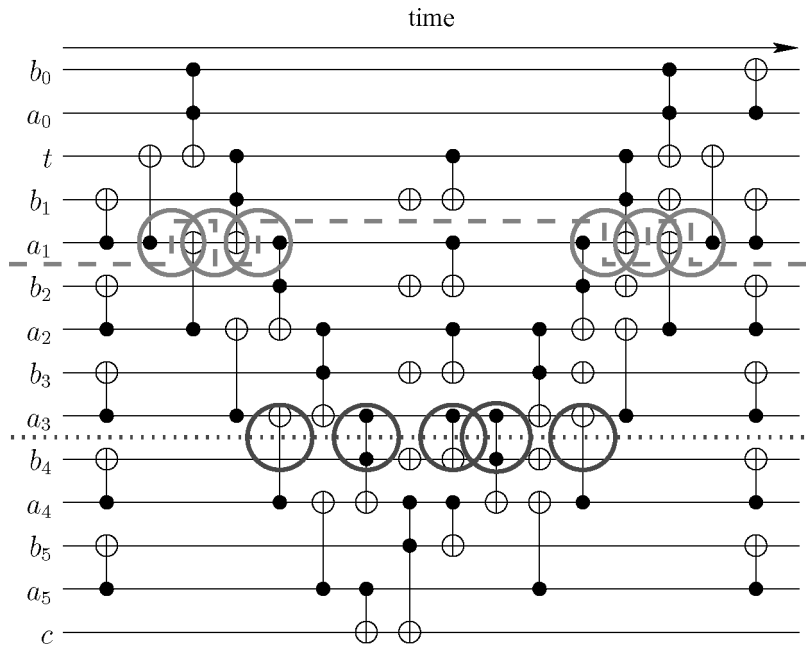 time
b₀
a₀
t
b₁
a₁
b₂
a₂
b₃
a₃
b₄
a₄
b₅
a₅
c